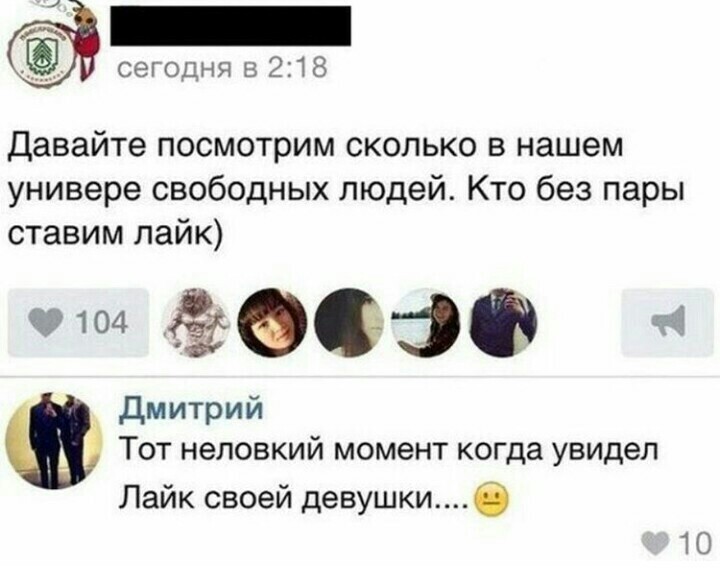 сегодня в 2:18
Давайте посмотрим сколько в нашем
универе свободных людей. Кто без пары
ставим лайк)
104
Дмитрий
Тот неловкий момент когда увидел
Лайк своей девушки....😐
10